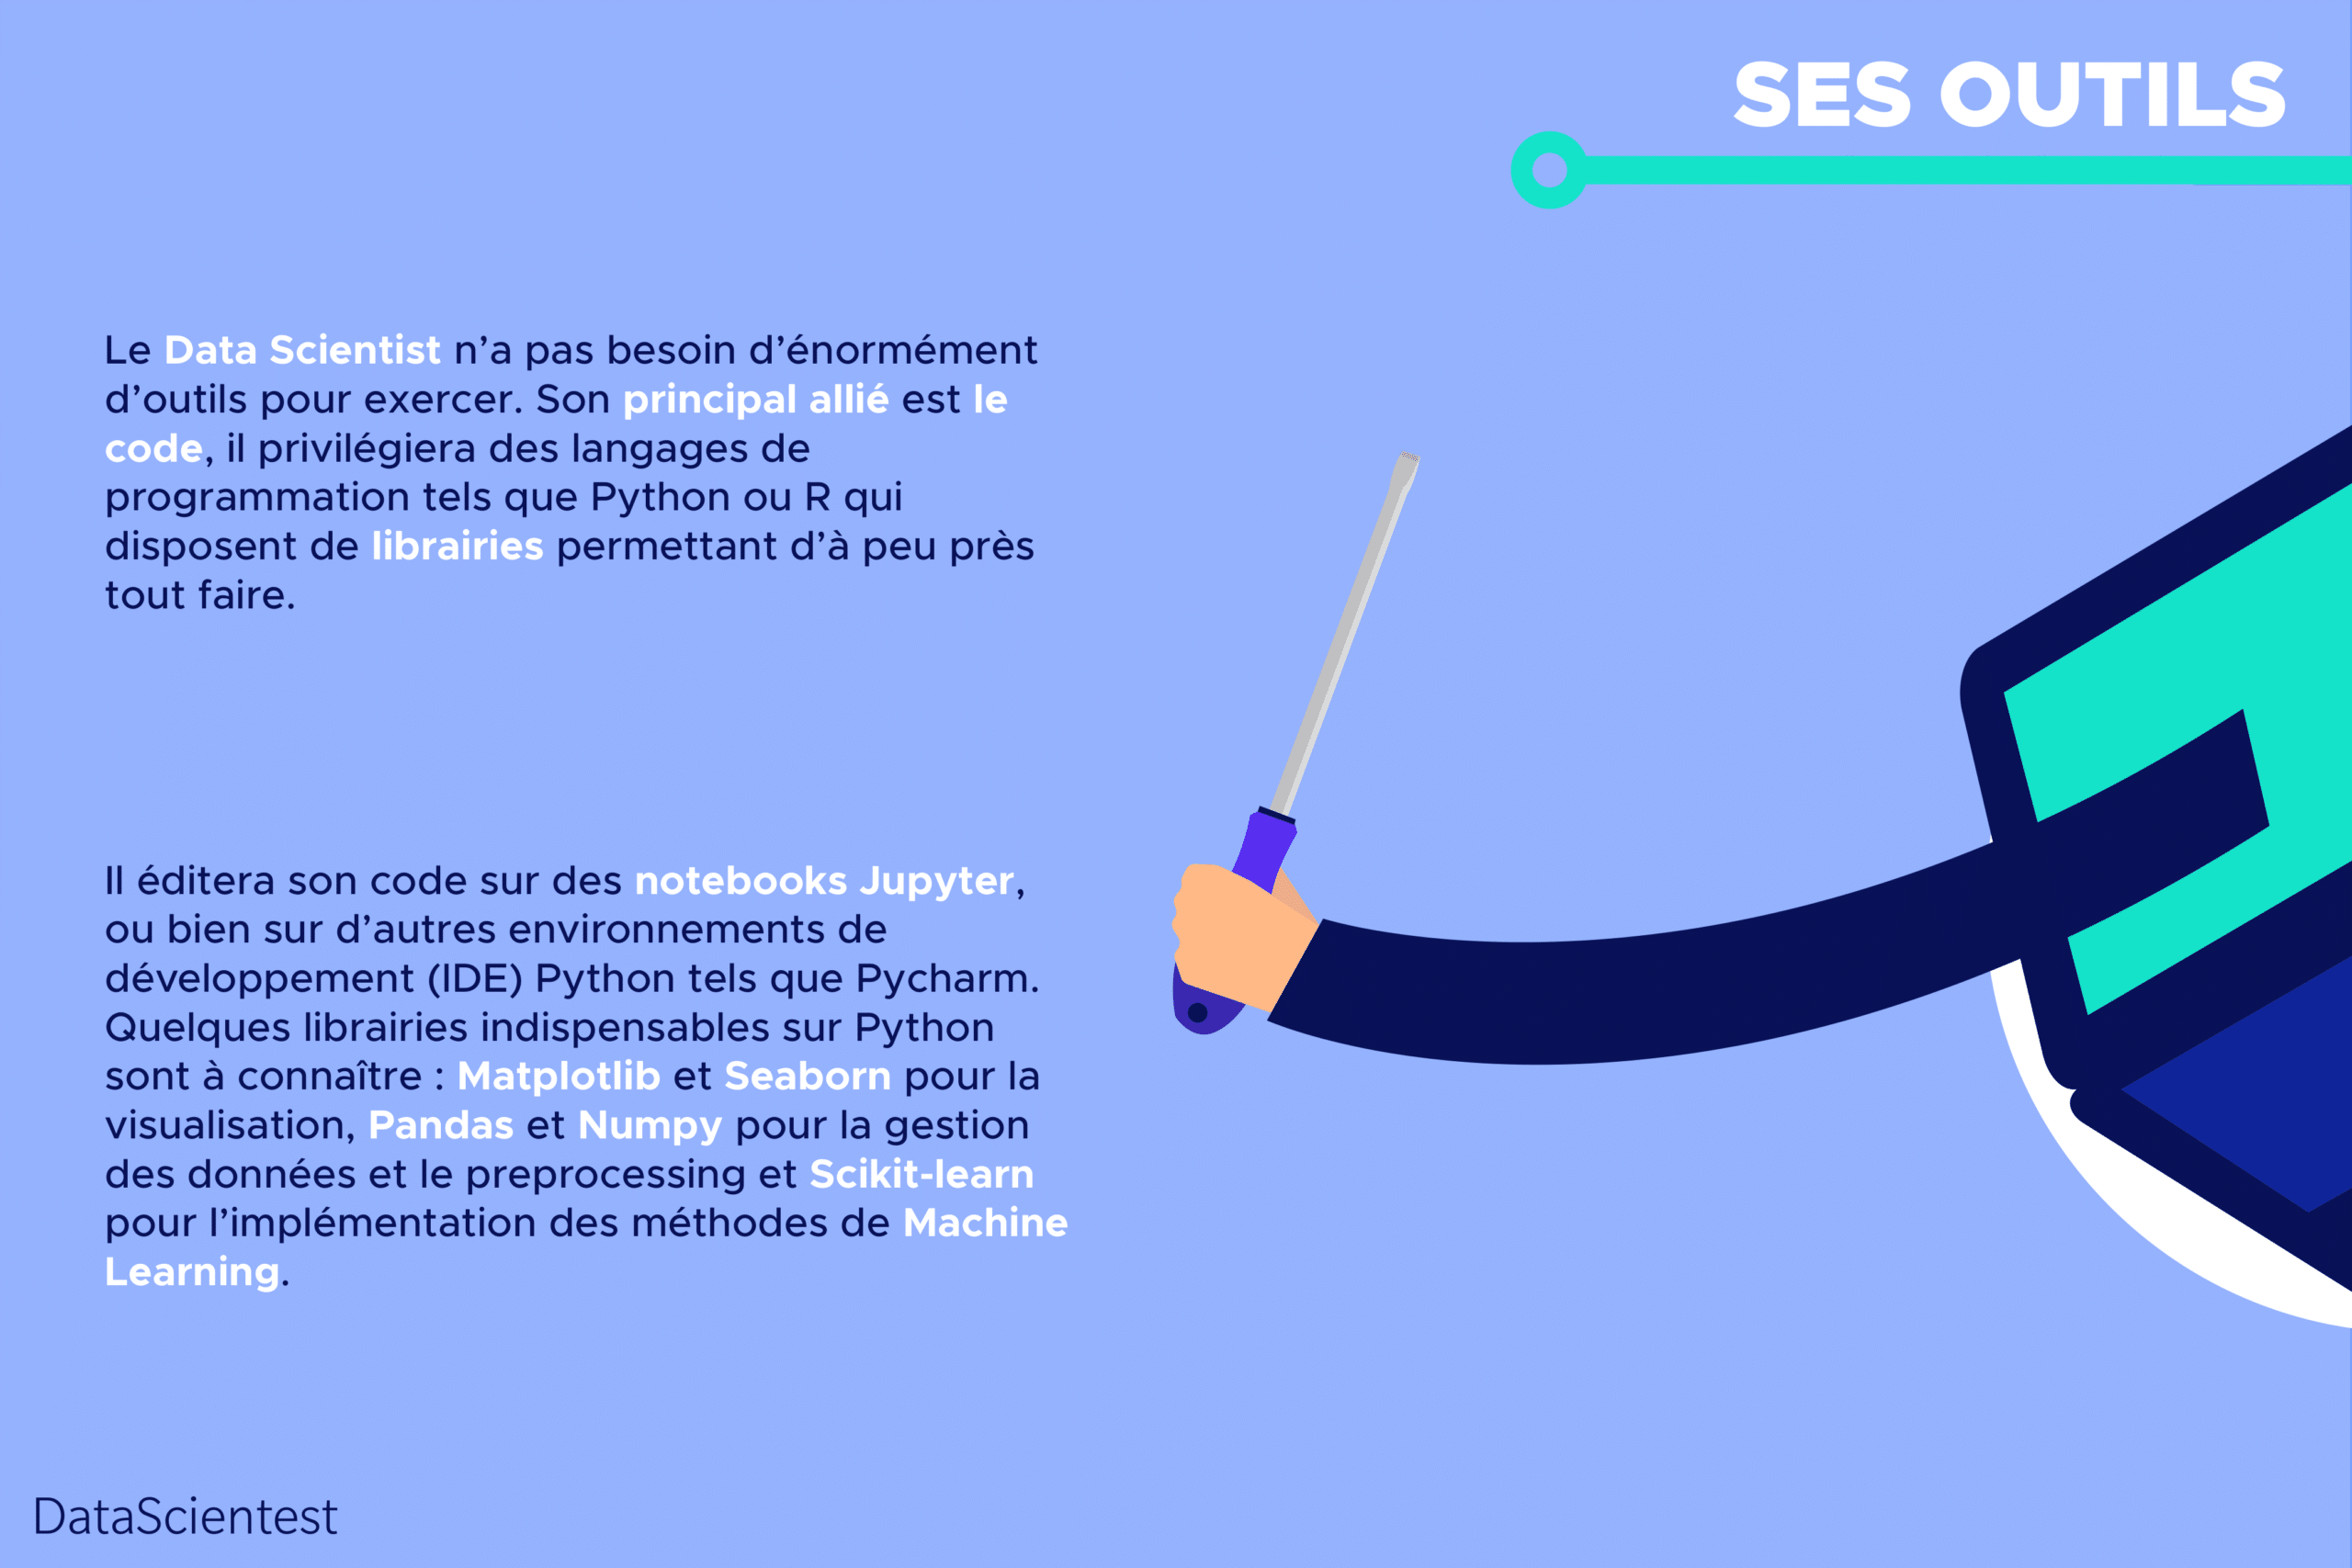 SES OUTILS
Le Data Scientist n’a pas besoin d’énormément
d’outils pour exercer. Son principal allié est le
code, il privilégiera des langages de
programmation tels que Python ou R qui
disposent de librairies permettant d’à peu près
tout faire.
Il éditera son code sur des notebooks Jupyter,
ou bien sur d’autres environnements de
développement (IDE) Python tels que Pycharm.
Quelques librairies indispensables sur Python
sont à connaître : Matplotlib et Seaborn pour la
visualisation, Pandas et Numpy pour la gestion
des données et le preprocessing et Scikit-learn
pour l’implémentation des méthodes de Machine
Learning.
DataScientest